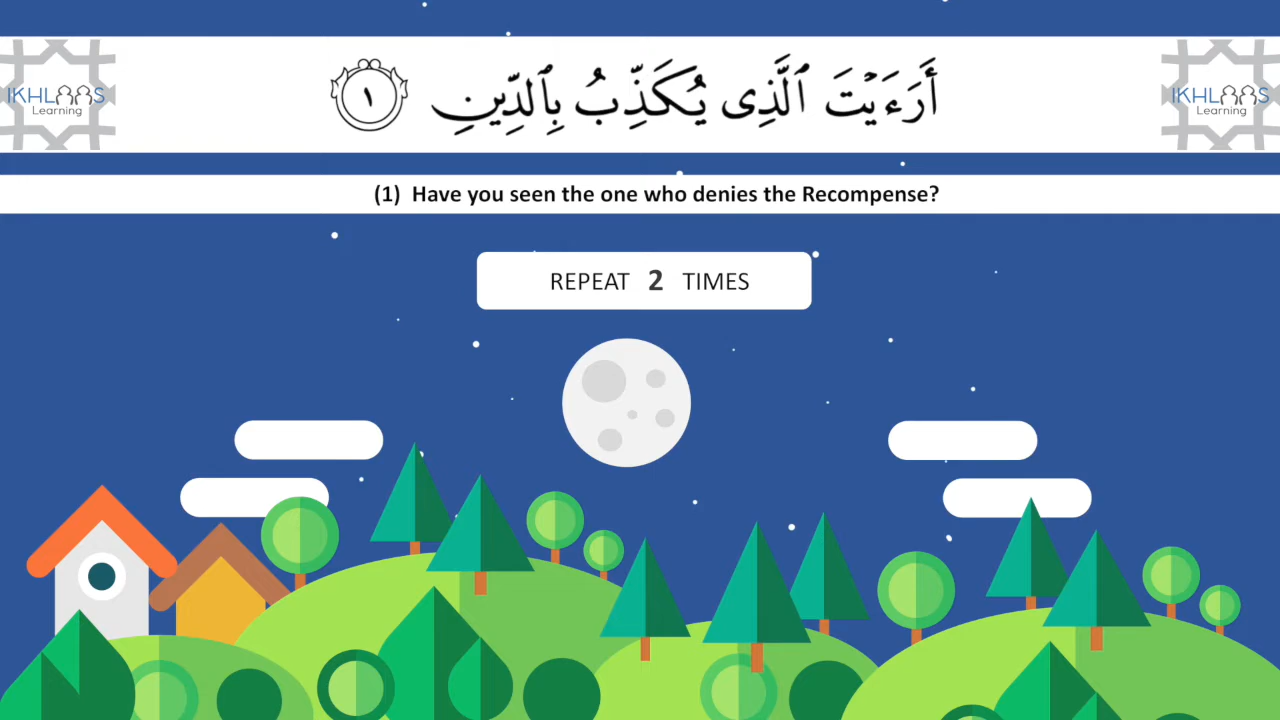 أَرَءَيْتَ ٱلَّذِى يُكَذِّبُ بِٱلدِّينِ ١
IKHLAAS Learning
IKHLAAS Learning
(1) Have you seen the one who denies the Recompense?
REPEAT 2 TIMES